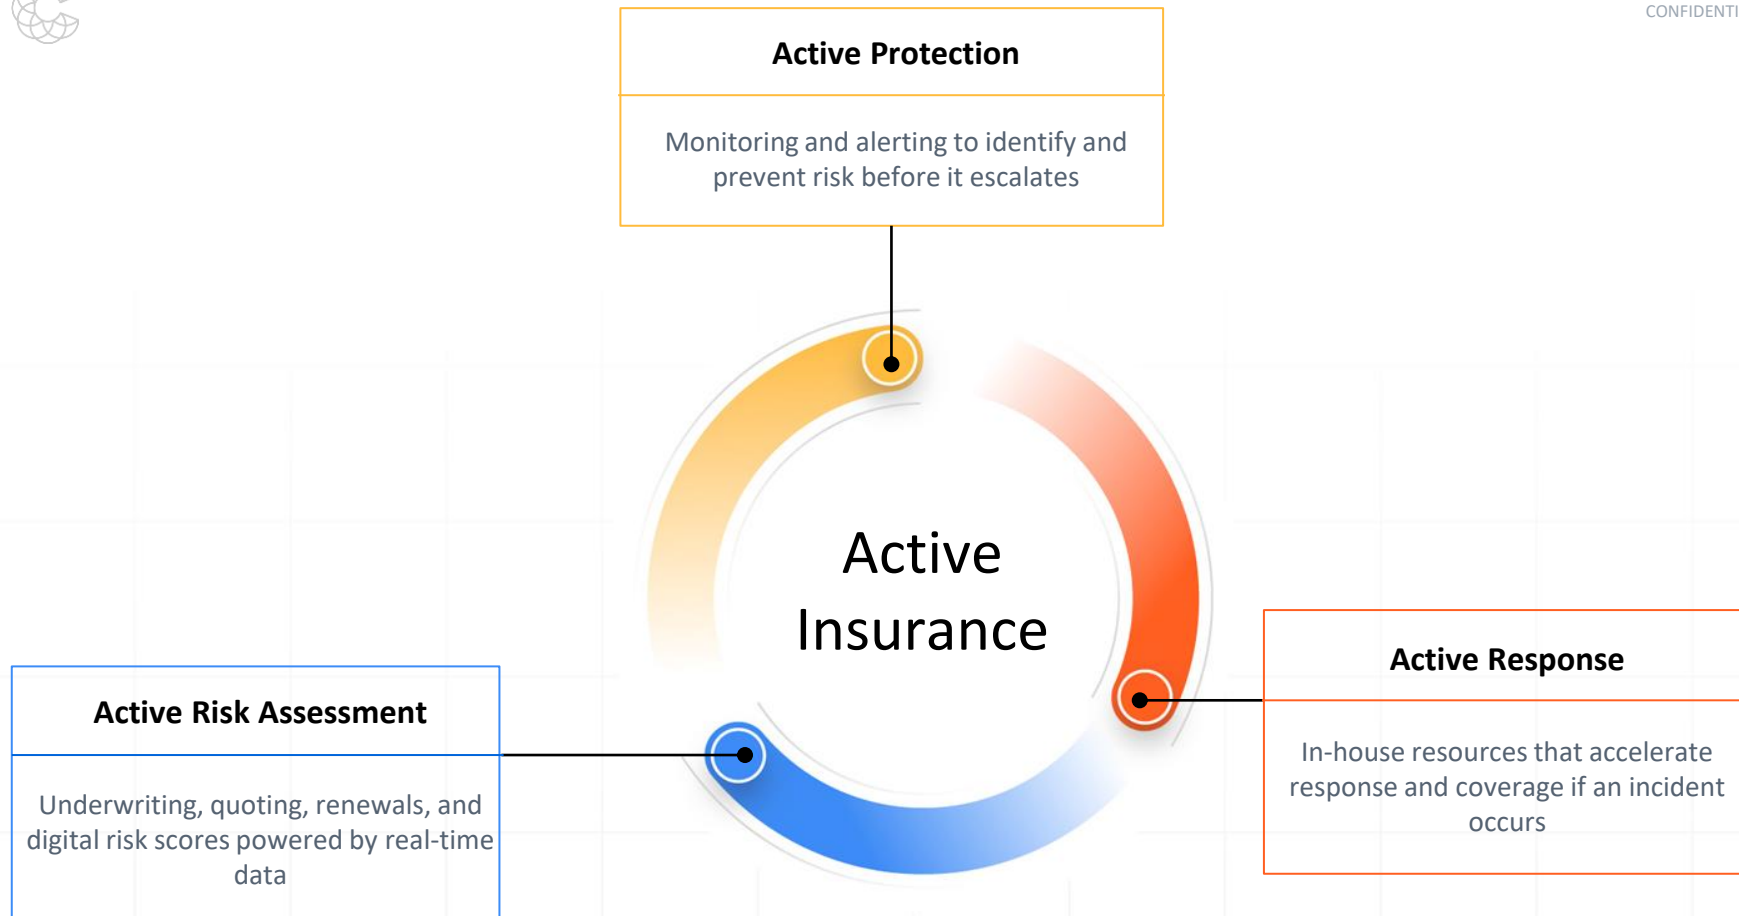 CONFIDENTI
Active Protection
Monitoring and alerting to identify and
prevent risk before it escalates
Active
Insurance
Active Risk Assessment
Underwriting, quoting, renewals, and
digital risk scores powered by real-time
data
Active Response
In-house resources that accelerate
response and coverage if an incident
occurs